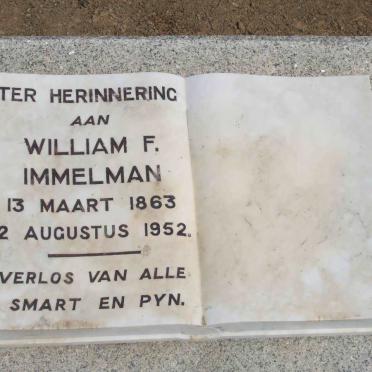 TER HERINNERING
AAN
WILLIAM F.
IMMELMAN
13 MAART 1863
2 AUGUSTUS 1952.
VERLOS VAN ALLE
SMART EN PYN.